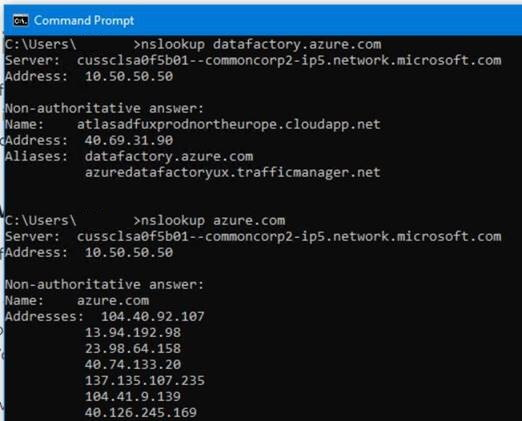 Command Prompt
C:\Users\ >nslookup datafactory.azure.com
Server: cussclsa0f5b01--commoncorp2-ip5.network.microsoft.com
Address: 10.50.50.50
Non-authoritative answer:
Name: atlasadfuxprodnortheurope.cloudapp.net
Address: 40.69.31.90
Aliases: datafactory.azure.com
azuredatafactoryux.trafficmanager.net
C:\Users\ >nslookup azure.com
Server: cussclsa0f5b01--commoncorp2-ip5.network.microsoft.com
Address: 10.50.50.50
Non-authoritative answer:
Name: azure.com
Addresses: 104.40.92.107
13.94.192.98
23.98.64.158
40.74.133.20
137.135.107.235
104.41.9.139
40.126.245.169